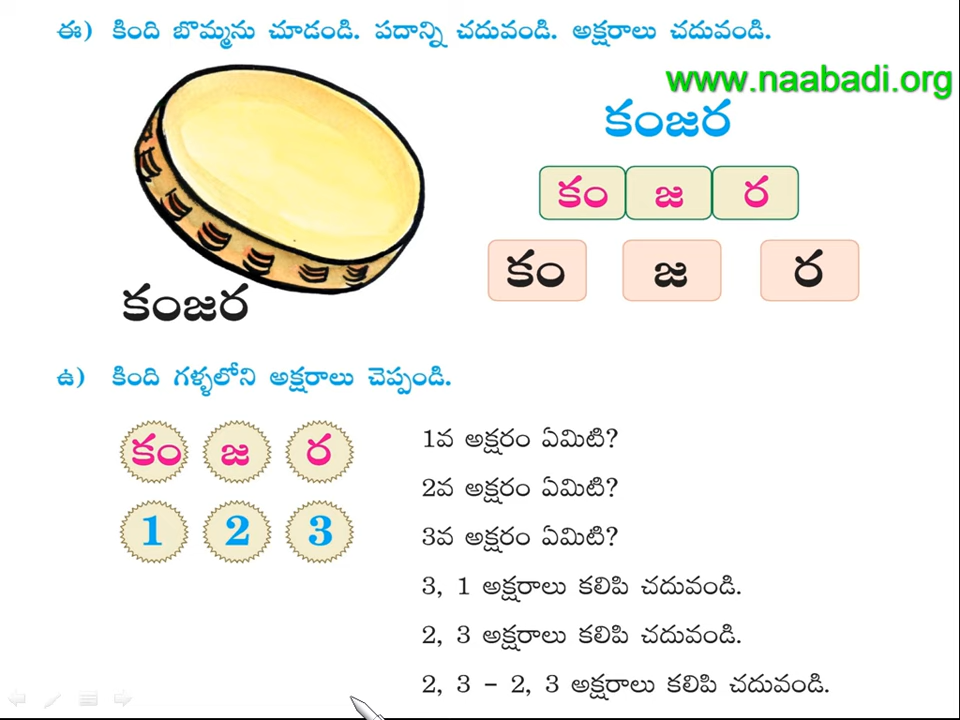 ఈ) కింది బొమ్మను చూడండి. పదాన్ని చదువండి. అక్షరాలు చదువండి.
www.naabadi.org
కంజర
కం జ ర
కం జ ర
కంజర
ఉ) కింది గళ్ళలోని అక్షరాలు చెప్పండి.
కం జ ర
1 2 3
1వ అక్షరం ఏమిటి?
2వ అక్షరం ఏమిటి?
3వ అక్షరం ఏమిటి?
3, 1 అక్షరాలు కలిపి చదువండి.
2, 3 అక్షరాలు కలిపి చదువండి.
2, 3 - 2, 3 అక్షరాలు కలిపి చదువండి.